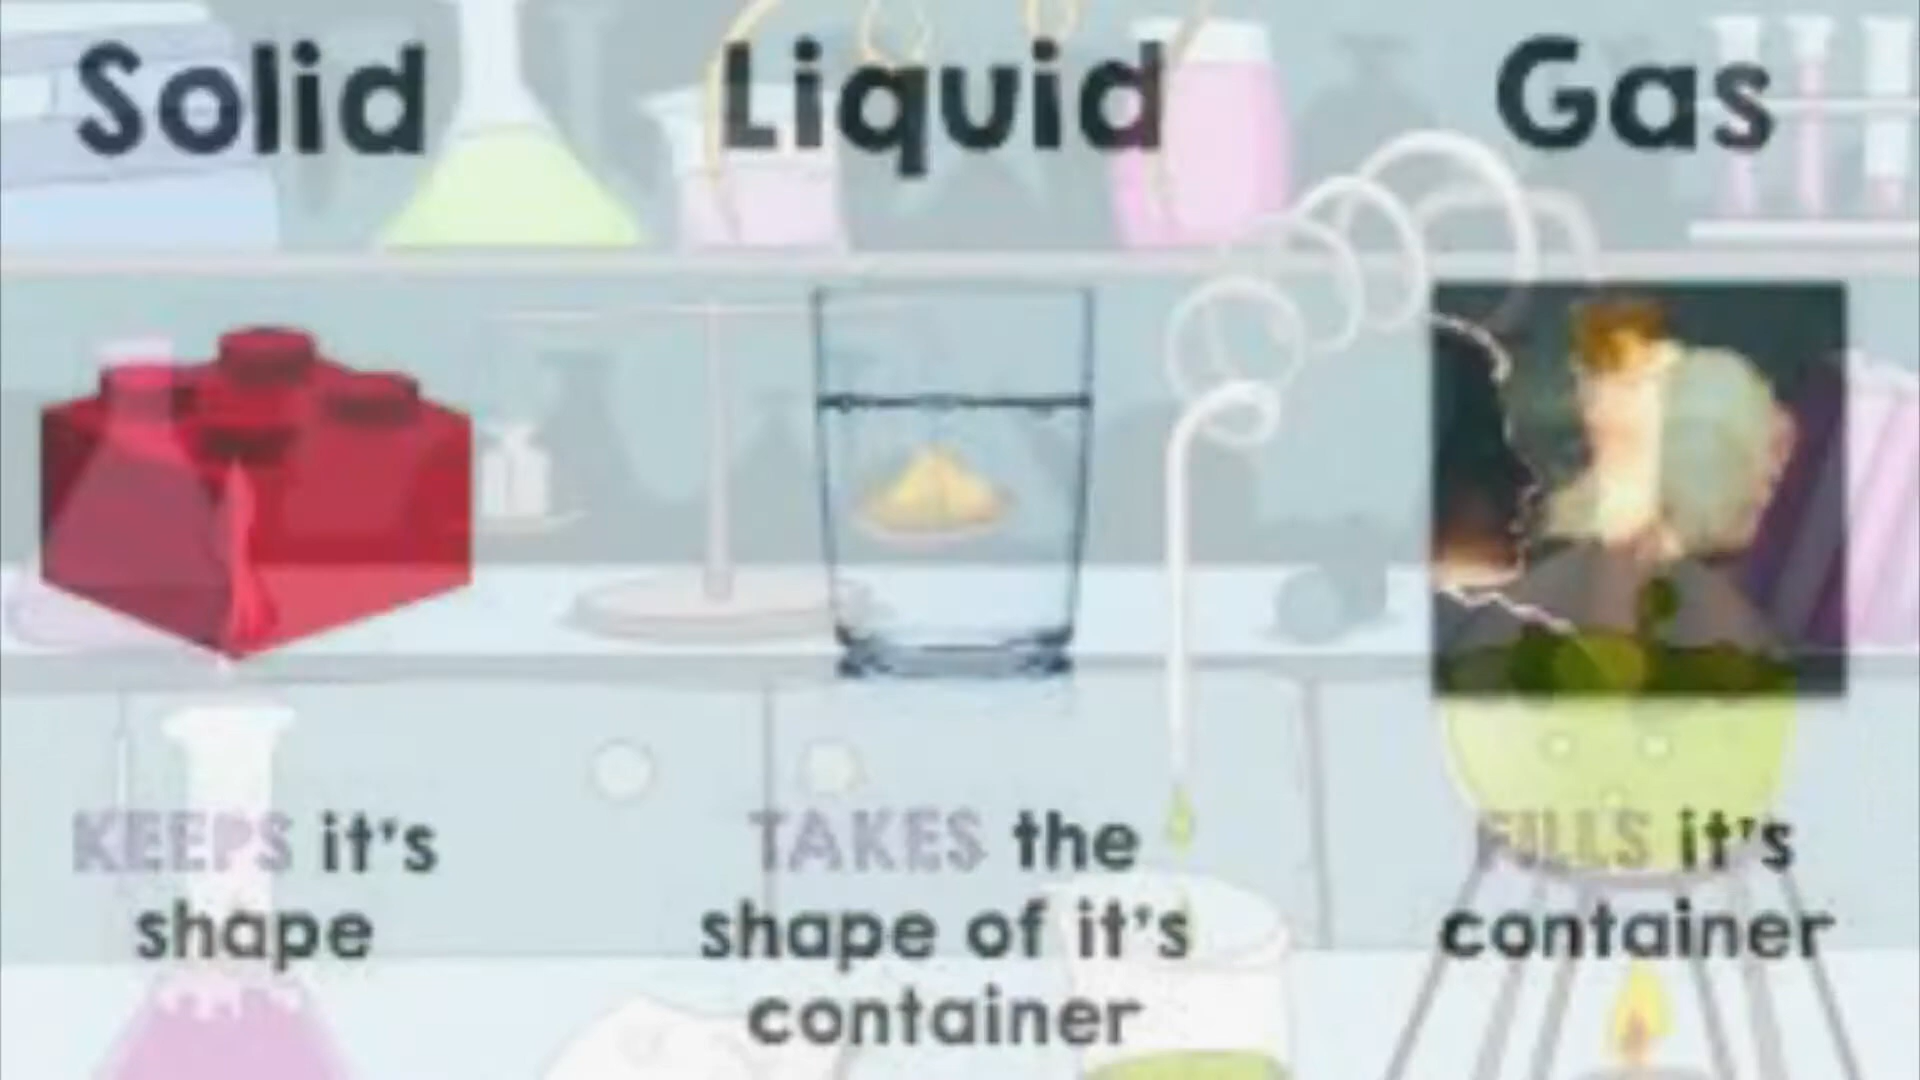 Solid
Liquid
Gas
KEEPS it's
shape
TAKES the
shape of it's
container
FILLS it's
container